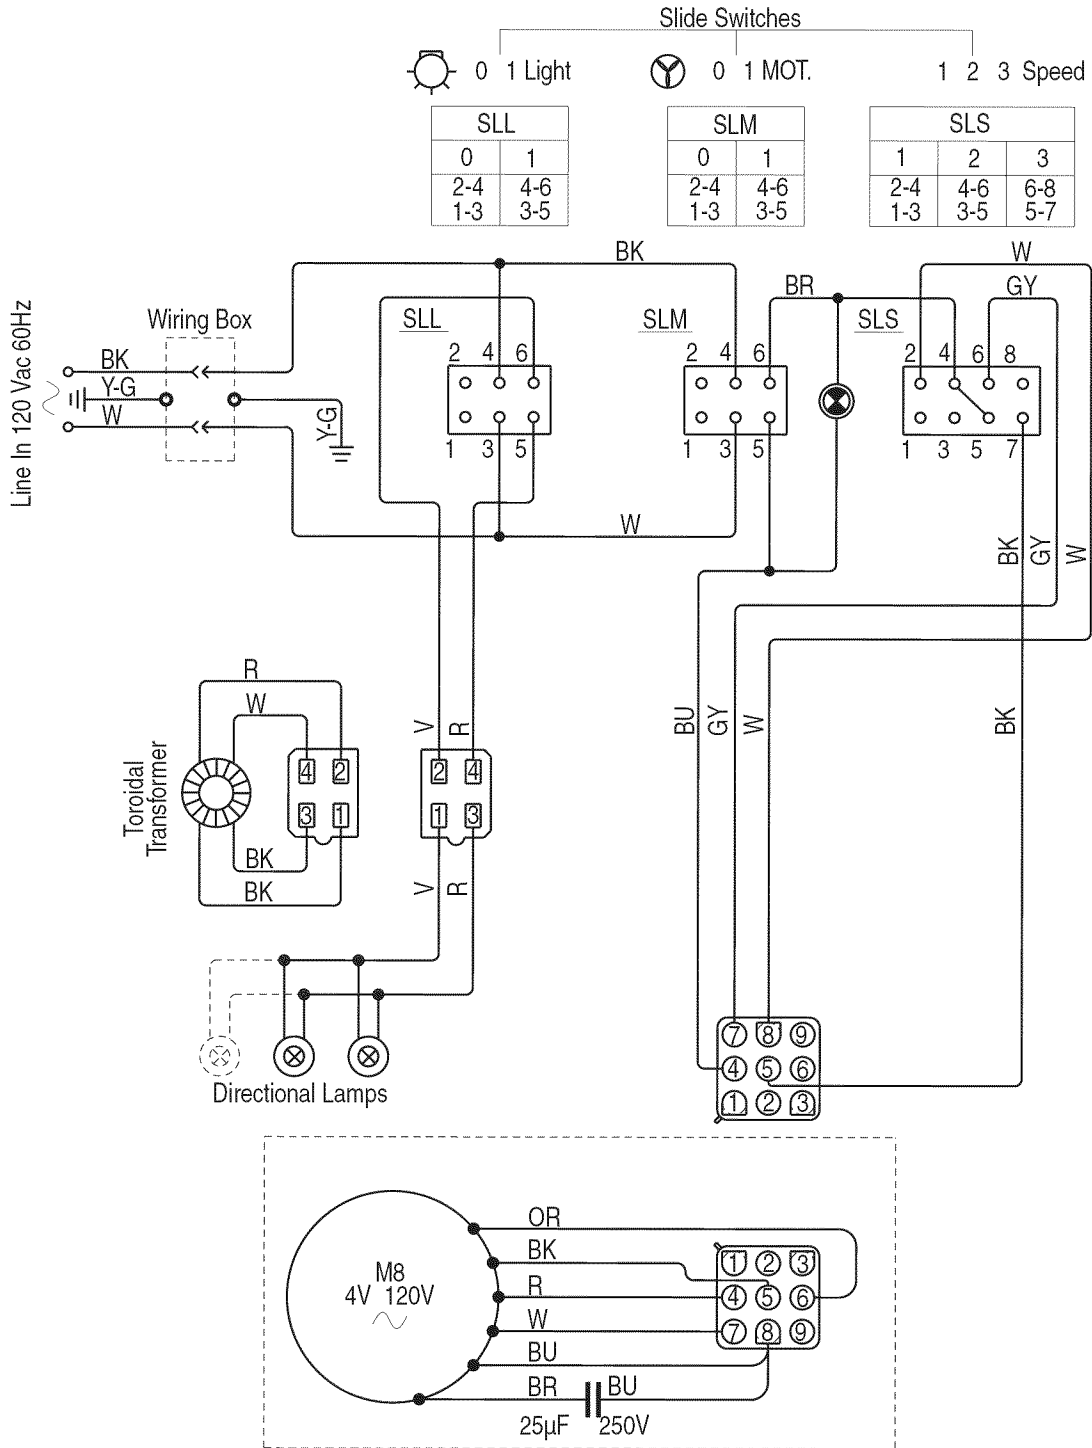 Slide Switches
0 1 Light
0 1 MOT.
1 2 3 Speed
SLL
0 1
2-4 4-6
1-3 3-5
SLM
0 1
2-4 4-6
1-3 3-5
SLS
1 2 3
2-4 4-6 6-8
1-3 3-5 5-7
BK
W
BR
GY
Line In 120 Vac 60Hz
Wiring Box
SLL
SLM
SLS
BK
Y-G
W
Y-G
2 4 6
1 3 5
2 4 6
1 3 5
2 4 6 8
1 3 5 7
W
BK
GY
W
R
W
V
R
BU
GY
W
BK
Toroidal
Transformer
4 2
3 1
2 4
1 3
BK
BK
V
R
Directional Lamps
7 8 9
4 5 6
1 2 3
M8
4V 120V
OR
BK
R
W
BU
BR
BU
25µF 250V
1 2 3
4 5 6
7 8 9